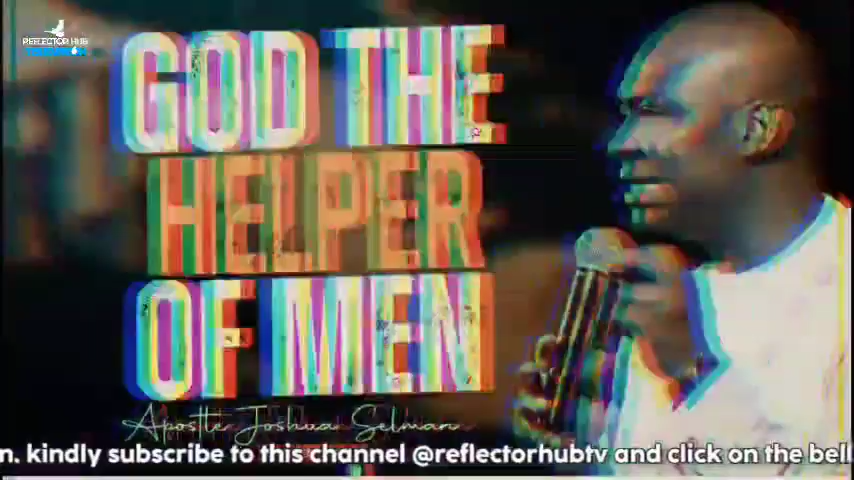 REFLECTOR HUB
GOD THE
HELPER
OF MEN
Apostle Joshua Selman
n. kindly subscribe to this channel @reflectorhubtv and click on the bell